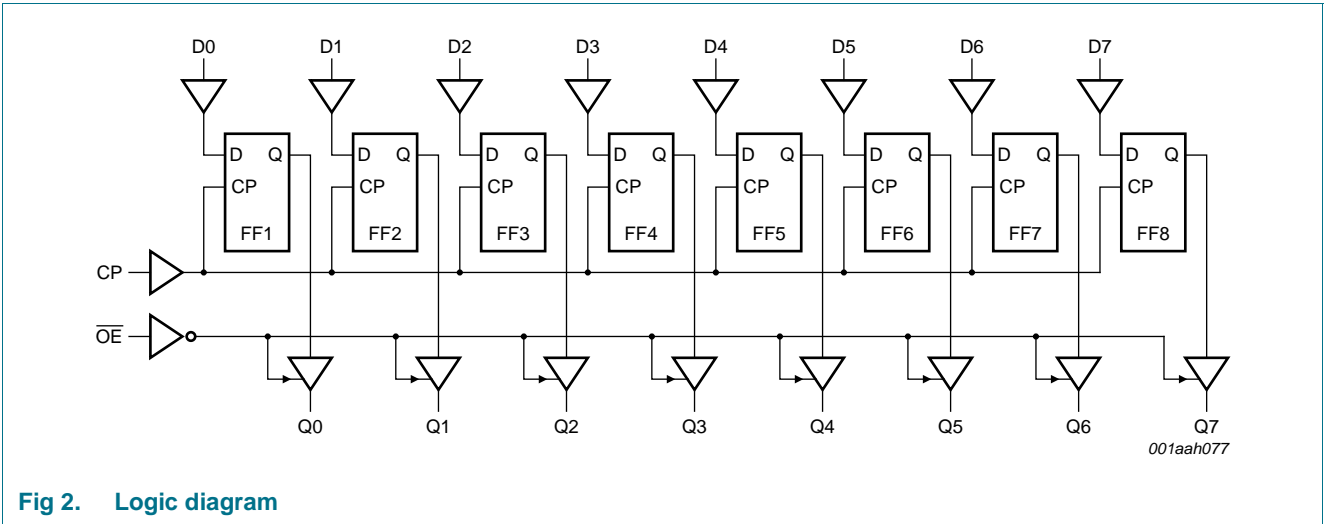 D0 D1 D2 D3 D4 D5 D6 D7
D Q D Q D Q D Q D Q D Q D Q D Q
CP CP CP CP CP CP CP CP
FF1 FF2 FF3 FF4 FF5 FF6 FF7 FF8
CP
OE
Q0 Q1 Q2 Q3 Q4 Q5 Q6 Q7
001aah077
Fig 2. Logic diagram